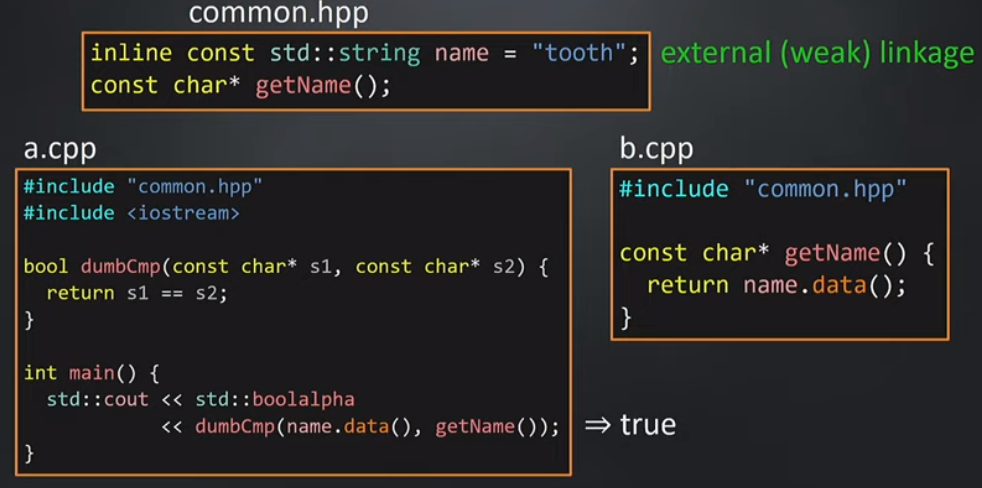 common.hpp
inline const std::string name = "tooth";
const char* getName();
external (weak) linkage
a.cpp
#include "common.hpp"
#include <iostream>
bool dumbCmp(const char* s1, const char* s2) {
return s1 == s2;
}
int main() {
std::cout << std::boolalpha
<< dumbCmp(name.data(), getName());
}
⇒ true
b.cpp
#include "common.hpp"
const char* getName() {
return name.data();
}